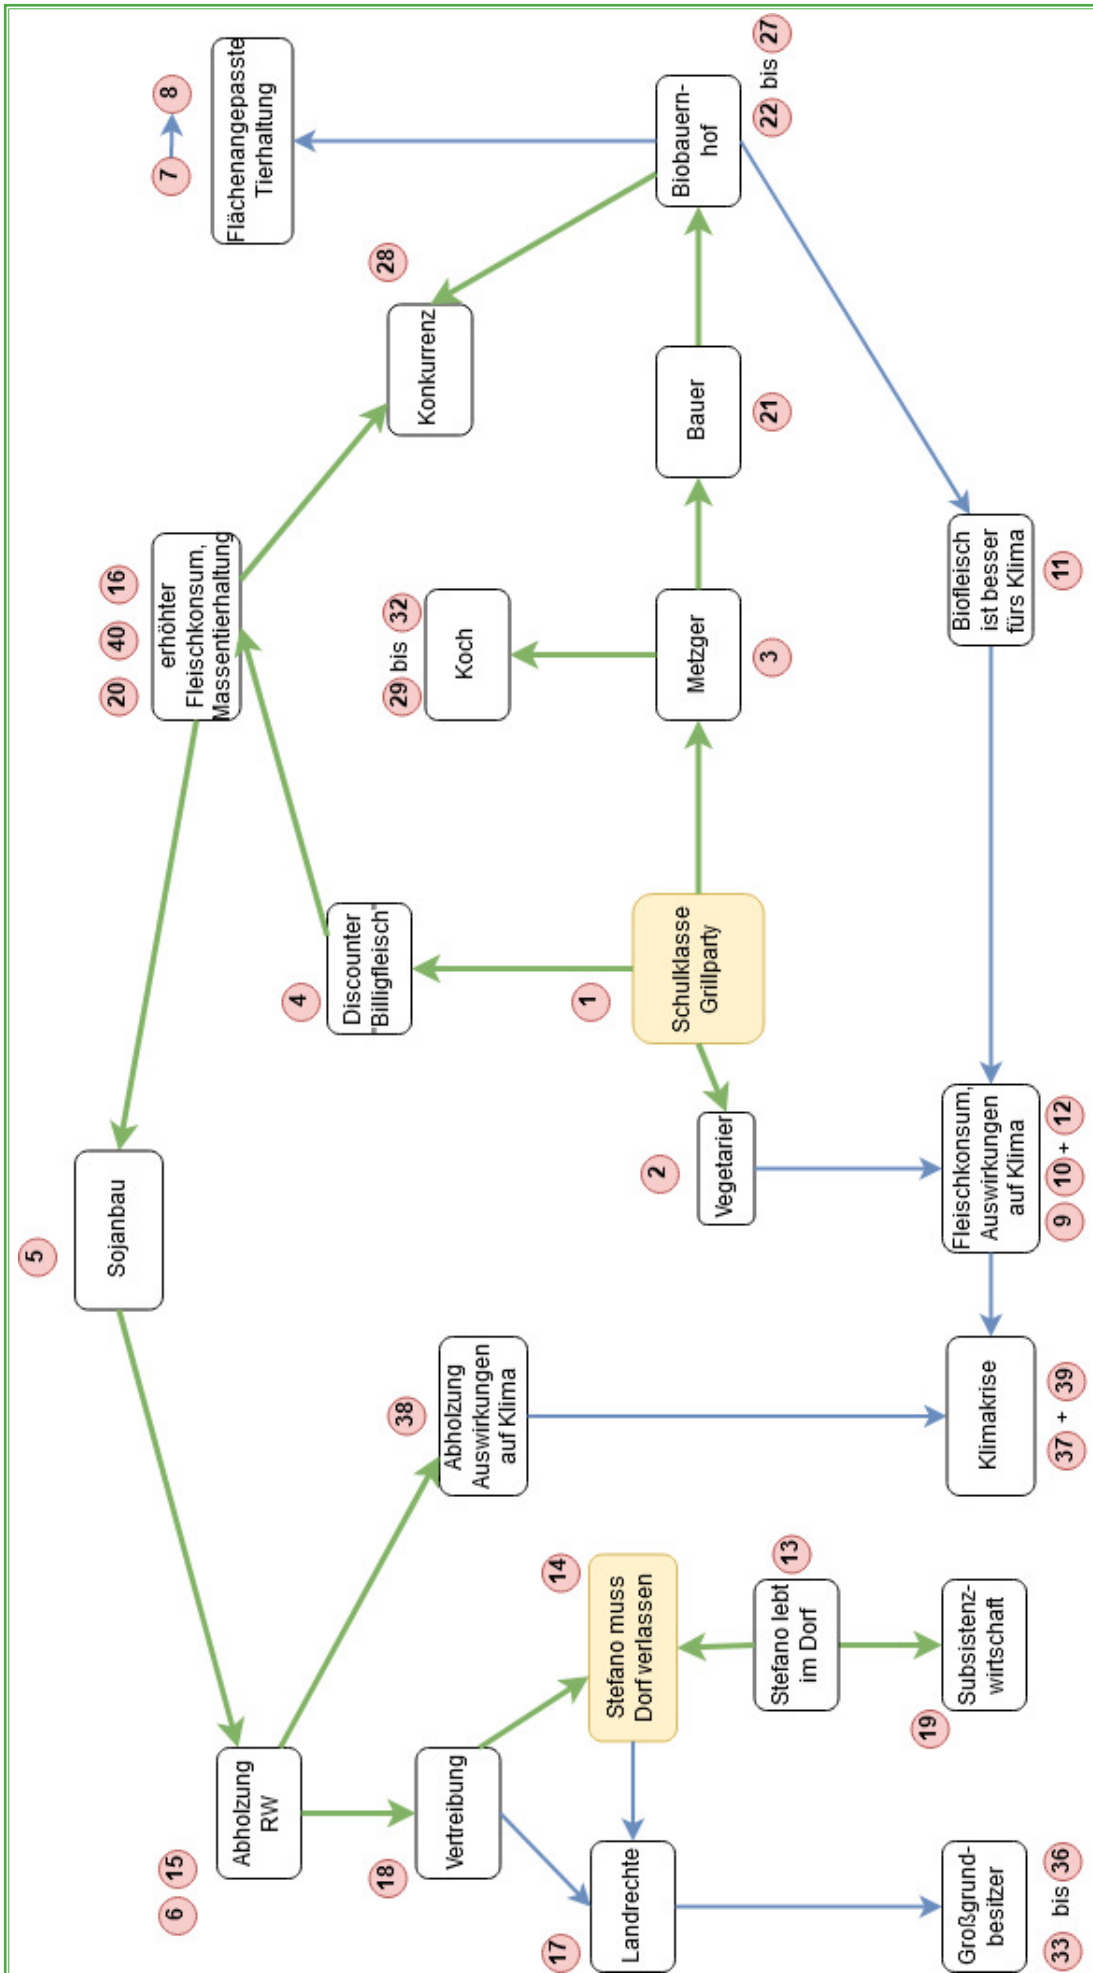 5
Sojanbau
20 40 16
erhöhter
Fleischkonsum,
Massentierhaltung
7 8
Flächenangepasste
Tierhaltung
6 15
Abholzung
RW
4
Discounter
"Billigfleisch"
28
Konkurrenz
18
Vertreibung
38
Abholzung
Auswirkungen
auf Klima
29 bis 32
Koch
17
Landrechte
14
Stefano muss
Dorf verlassen
1
Schulklasse
Grillparty
2
Vegetarier
Metzger
3
Bauer
21
Biobauern-
hof
22 bis 27
13
Stefano lebt
im Dorf
19
Subsistenz-
wirtschaft
Großgrund-
besitzer
33 bis 36
Klimakrise
37 + 39
Fleischkonsum,
Auswirkungen
auf Klima
9 10 + 12
Biofleisch
ist besser
fürs Klima
11